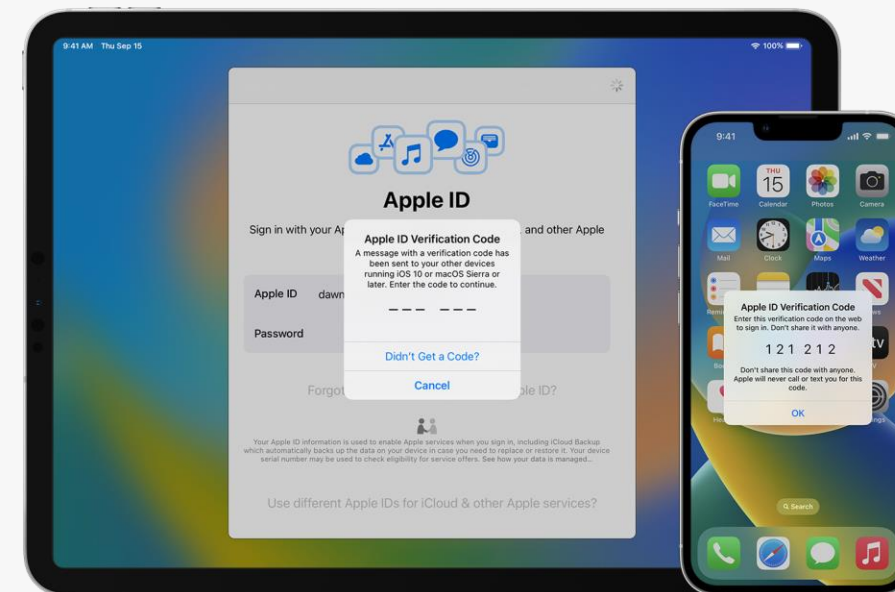 9:41 AM Thu Sep 15
100%
Apple ID
Sign in with your
and other Apple
Apple ID
Password
Apple ID Verification Code
A message with a verification code has
been sent to your other devices
running iOS 10 or macOS Sierra or
later. Enter the code to continue.
Didn't Get a Code?
Cancel
Your Apple ID information is used to enable Apple services when you sign in, including iCloud Backup
which automatically backs up the data on your device in case you need to replace or restore it. Your device
serial number may be used to check eligibility for service offers. See how your data is managed...
Use different Apple IDs for iCloud & other Apple services?
9:41
THU
15
FaceTime
Calendar
Photos
Camera
Mail
Clock
Maps
Weather
Apple ID Verification Code
Enter this verification code on the web
to sign in. Don't share it with anyone.
121 212
Don't share this code with anyone.
Apple will never call or text you for this
code.
OK
tv
Search